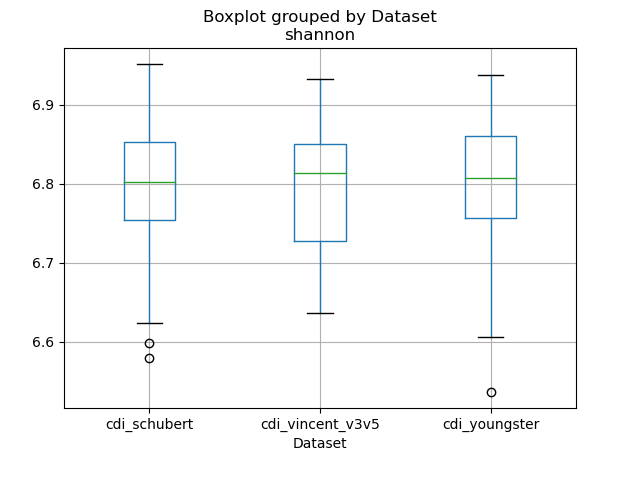 Boxplot grouped by Dataset
shannon
6.9
6.8
6.7
6.6
cdi_schubert
cdi_vincent_v3v5
cdi_youngster
Dataset